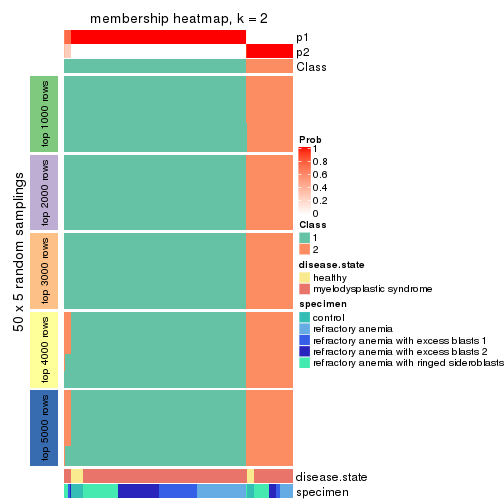 membership heatmap, k = 2
p1
p2
Class
50 x 5 random samplings
top 1000 rows
top 2000 rows
top 3000 rows
top 4000 rows
top 5000 rows
Prob
1
0.8
0.6
0.4
0.2
0
Class
1
2
disease.state
healthy
myelodysplastic syndrome
specimen
control
refractory anemia
refractory anemia with excess blasts 1
refractory anemia with excess blasts 2
refractory anemia with ringed sideroblasts
disease.state
specimen